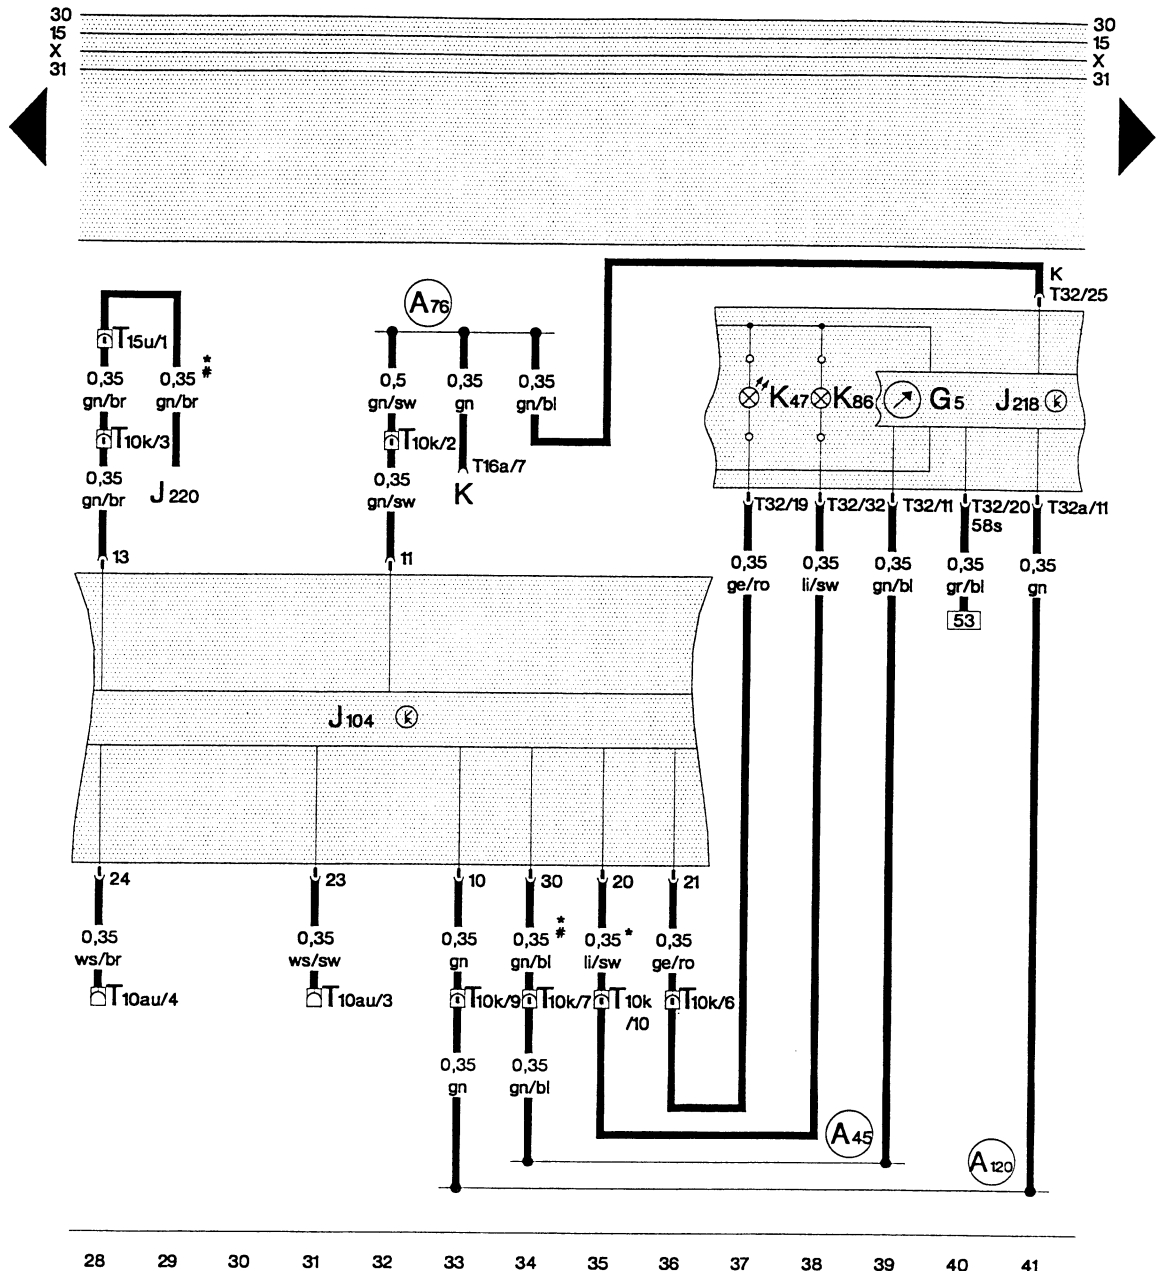 30 30
15 15
X X
31 31
A76
K
T32/25
T15u/1
*
#
0,35 0,35 0,5 0,35 0,35
gn/br gn/br gn/sw gn gn/bl
K47 K86 G5 J218
T10k/3 T10k/2
T16a/7
0,35 J220 0,35 K
gn/br gn/sw
T32/19 T32/32 T32/11 T32/20 T32a/11
58s
13 11
0,35 0,35 0,35 0,35 0,35
ge/ro li/sw gn/bl gr/bl gn
53
J104
24 23 10 30 20 21
*
#
0,35 0,35 0,35 0,35 0,35 * 0,35
ws/br ws/sw gn gn/bl li/sw ge/ro
T10au/4 T10au/3 T10k/9 T10k/7 T10k T10k/6
/10
0,35 0,35
gn gn/bl
A45
A120
28 29 30 31 32 33 34 35 36 37 38 39 40 41